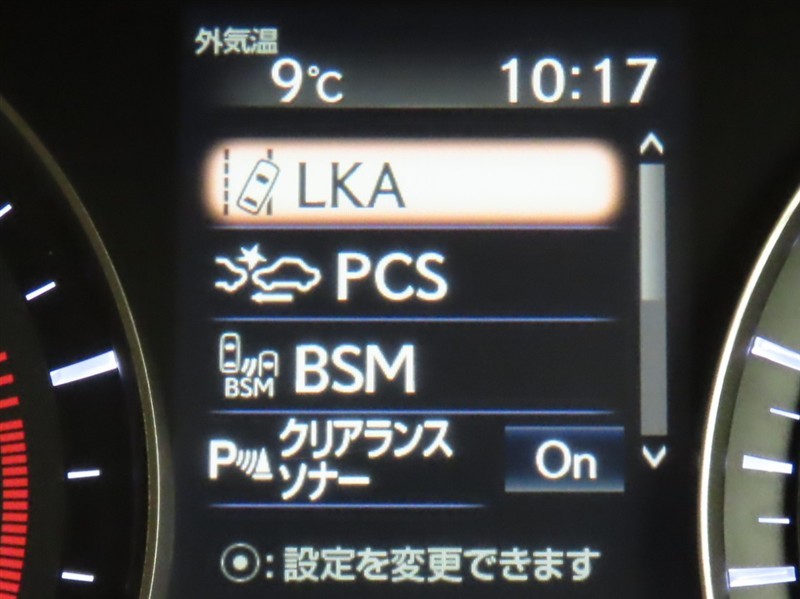 外気温
9℃ 10:17
LKA
PCS
BSM
BSM
クリアランス
P ソナー On
⦿:設定を変更できます